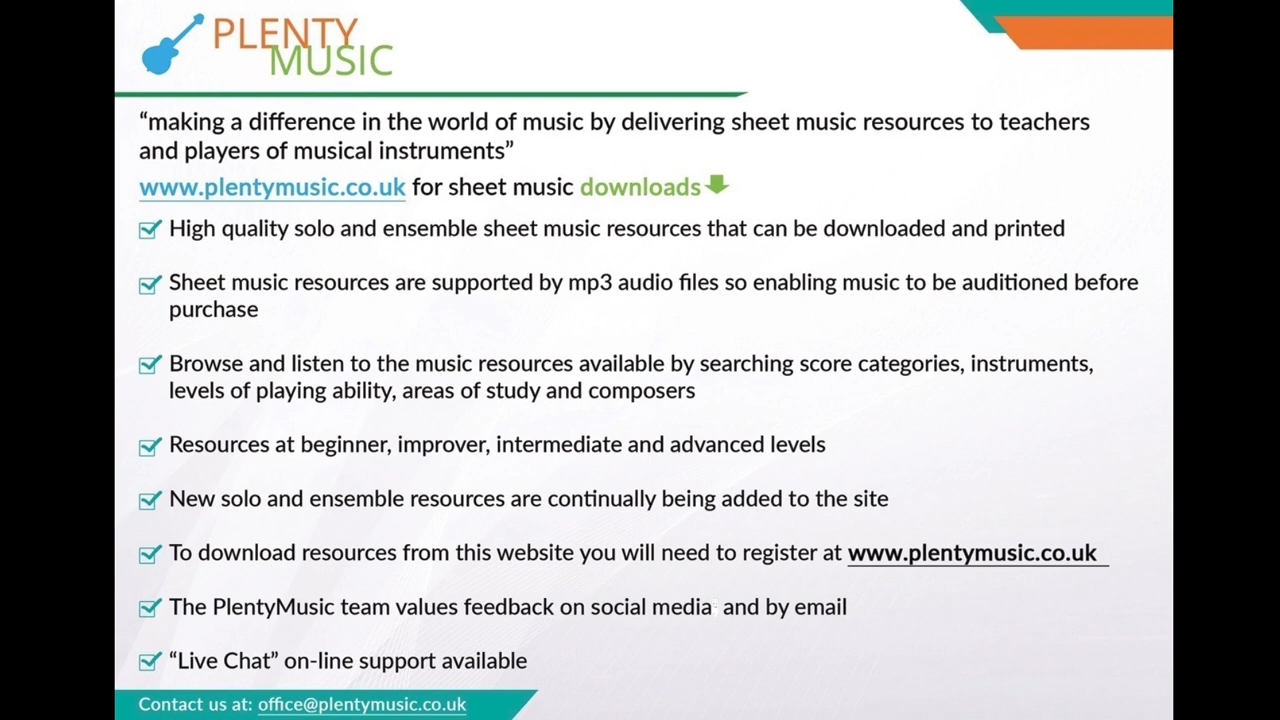 PLENTY
MUSIC
“making a difference in the world of music by delivering sheet music resources to teachers
and players of musical instruments”
www.plentymusic.co.uk for sheet music downloads
High quality solo and ensemble sheet music resources that can be downloaded and printed
Sheet music resources are supported by mp3 audio files so enabling music to be auditioned before
purchase
Browse and listen to the music resources available by searching score categories, instruments,
levels of playing ability, areas of study and composers
Resources at beginner, improver, intermediate and advanced levels
New solo and ensemble resources are continually being added to the site
To download resources from this website you will need to register at www.plentymusic.co.uk
The PlentyMusic team values feedback on social media and by email
“Live Chat” on-line support available
Contact us at: office@plentymusic.co.uk